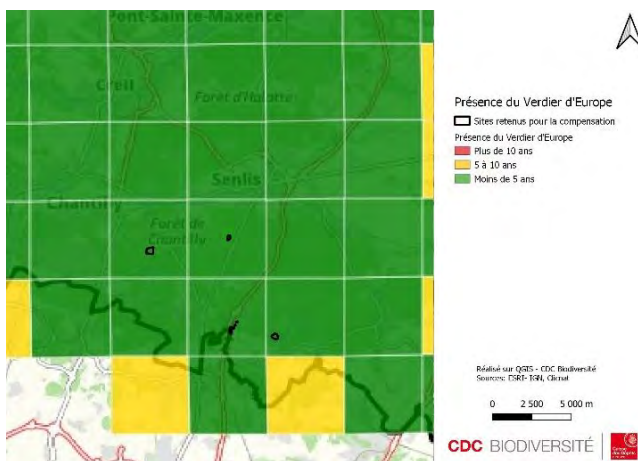 Pont-Sainte-Maxence
Creil
Forêt d'Halatte
Senlis
Chantilly
Forêt de
Chantilly
Présence du Verdier d'Europe
Sites retenus pour la compensation
Présence du Verdier d'Europe
Plus de 10 ans
5 à 10 ans
Moins de 5 ans
Réalisé sur QGIS - CDC Biodiversité
Sources: ESRI- IGN, Clicnat
0 2 500 5 000 m
CDC BIODIVERSITÉ